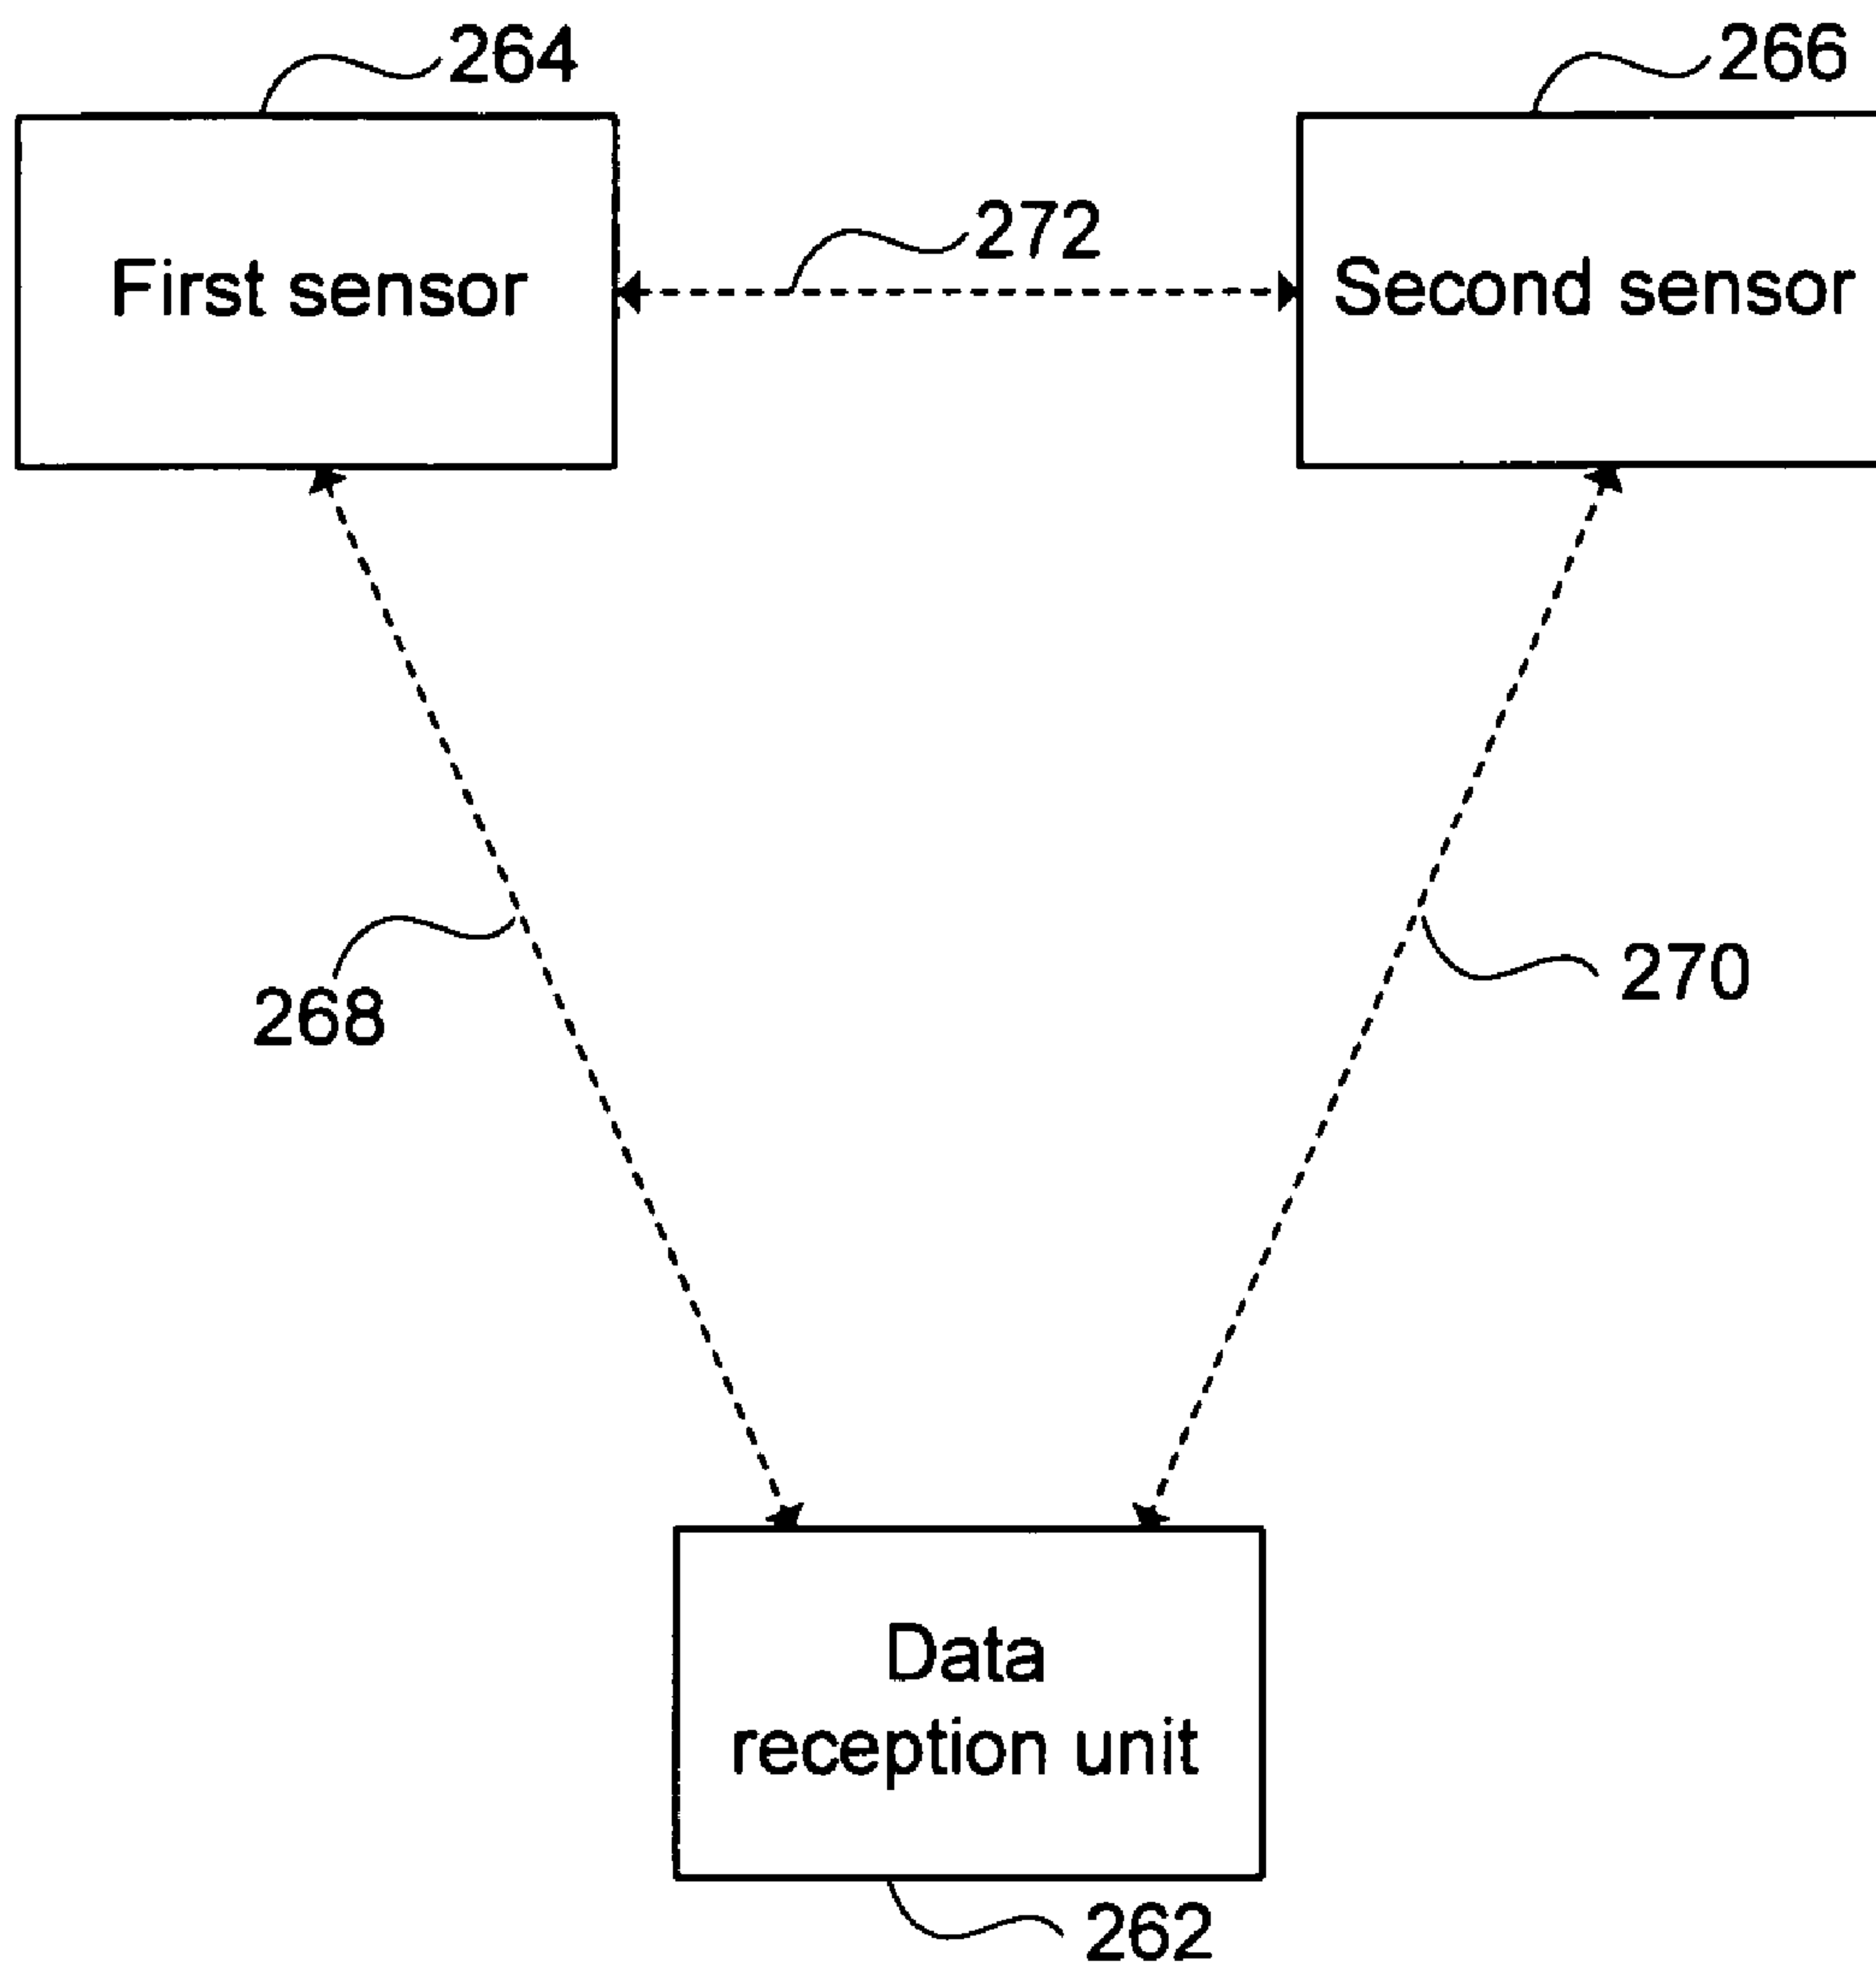 264
266
272
First sensor
Second sensor
268
270
Data
reception unit
262